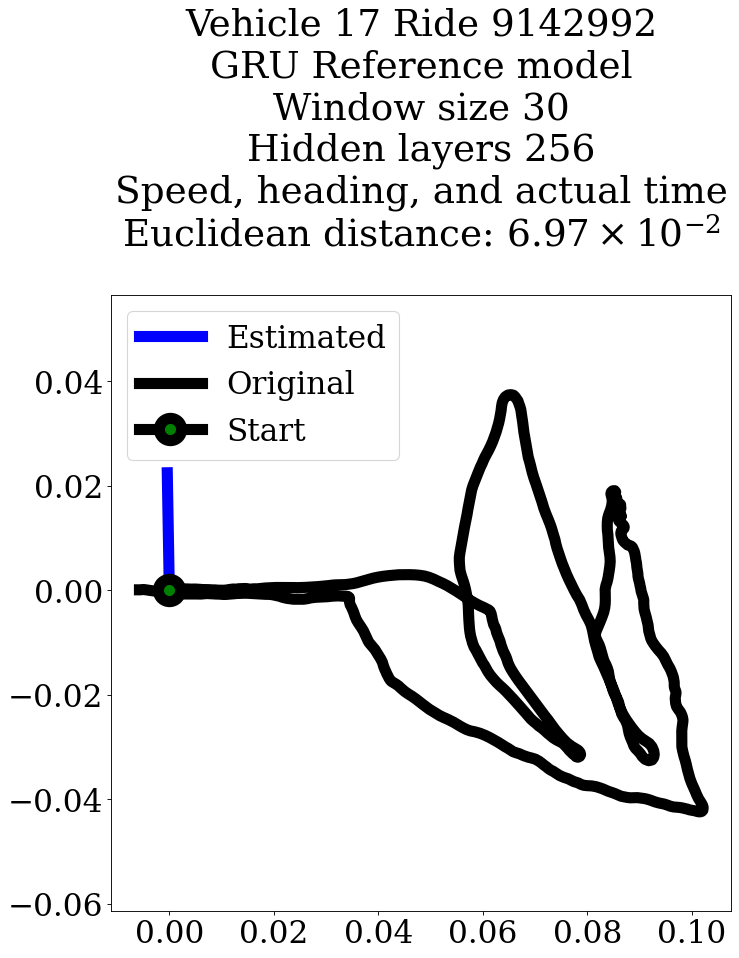 Vehicle 17 Ride 9142992
GRU Reference model
Window size 30
Hidden layers 256
Speed, heading, and actual time
Euclidean distance: 6.97 × 10⁻²
Estimated
Original
Start
0.04
0.02
0.00
−0.02
−0.04
−0.06
0.00 0.02 0.04 0.06 0.08 0.10